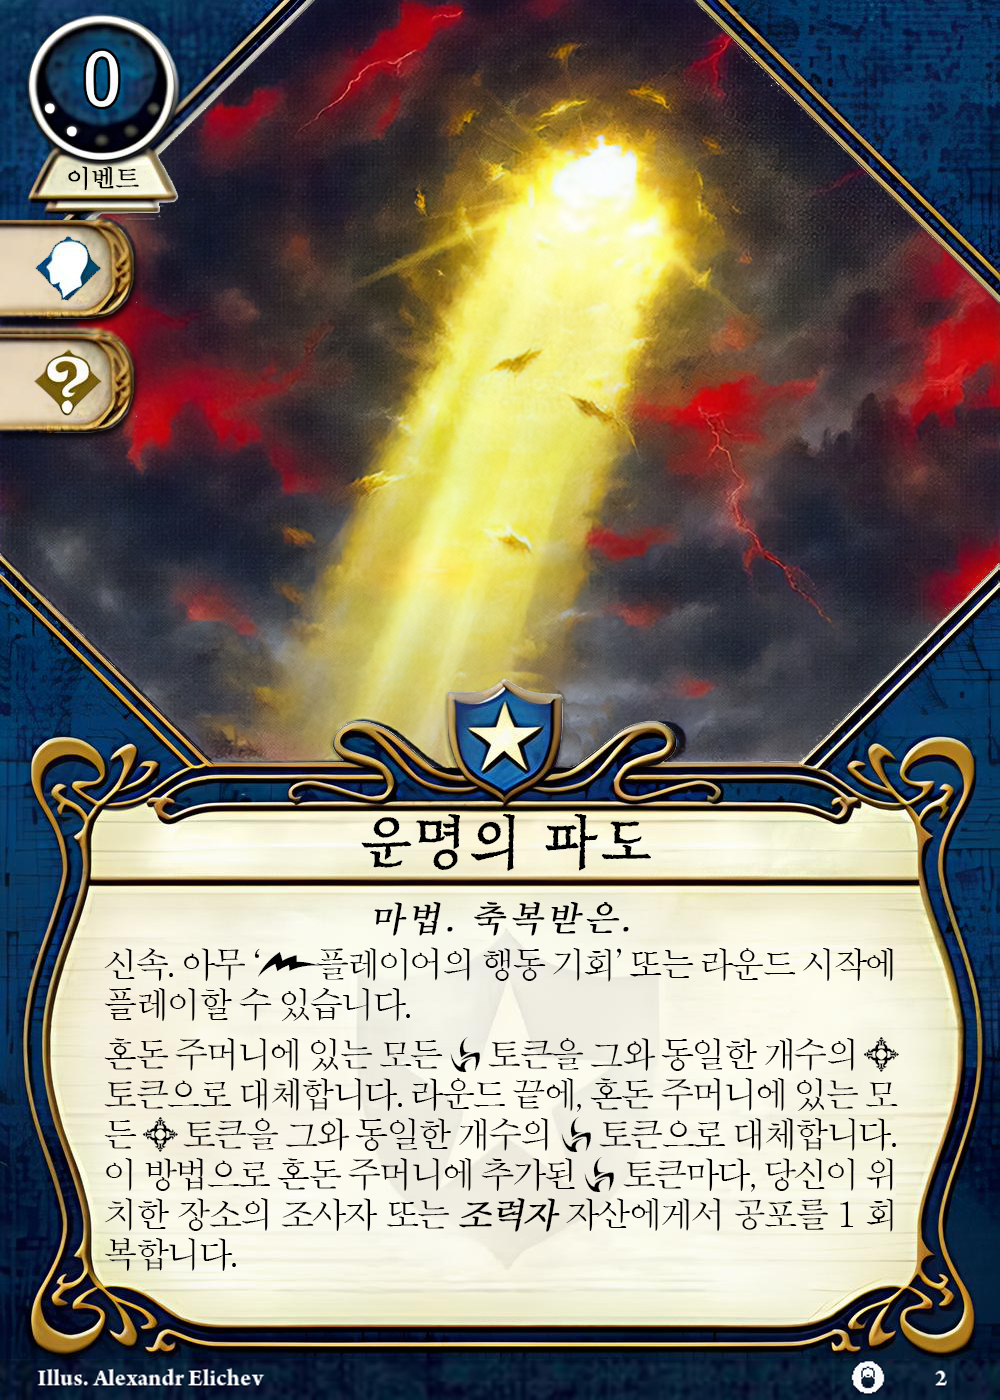 0
이벤트
운명의 파도
마법. 축복받은.
신속. 아무 ‘플레이어의 행동 기회’ 또는 라운드 시작에
플레이할 수 있습니다.
혼돈 주머니에 있는 모든 토큰을 그와 동일한 개수의
토큰으로 대체합니다. 라운드 끝에, 혼돈 주머니에 있는 모
든 토큰을 그와 동일한 개수의 토큰으로 대체합니다.
이 방법으로 혼돈 주머니에 추가된 토큰마다, 당신이 위
치한 장소의 조사자 또는 조력자 자산에게서 공포를 1 회
복합니다.
Illus. Alexandr Elichev
2